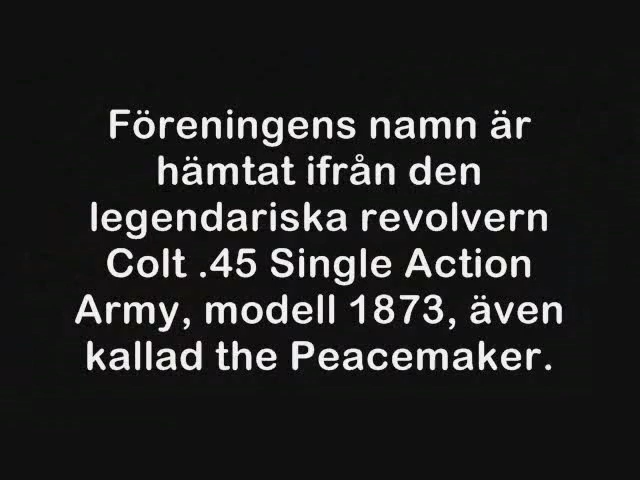 Föreningens namn är
hämtat ifrån den
legendariska revolvern
Colt .45 Single Action
Army, modell 1873, även
kallad the Peacemaker.